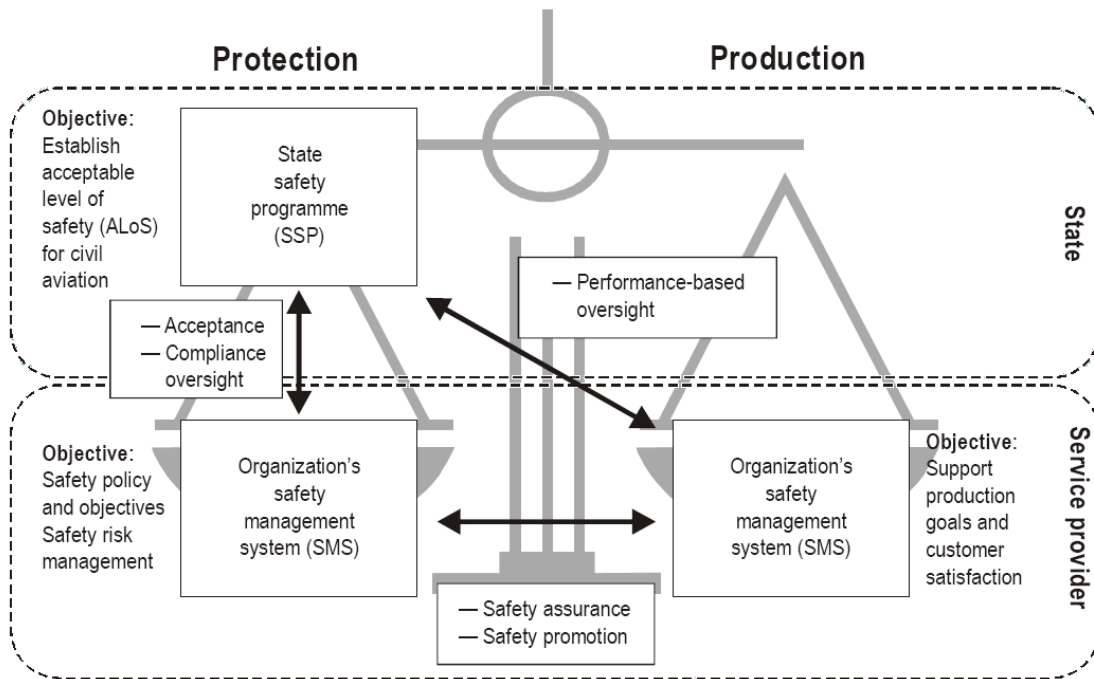 Protection
Production
Objective:
Establish
acceptable
level of
safety (ALoS)
for civil
aviation
State
safety
programme
(SSP)
State
— Acceptance
— Compliance
oversight
— Performance-based
oversight
Objective:
Safety policy
and objectives
Safety risk
management
Organization's
safety
management
system (SMS)
Organization's
safety
management
system (SMS)
Objective:
Support
production
goals and
customer
satisfaction
Service provider
— Safety assurance
— Safety promotion